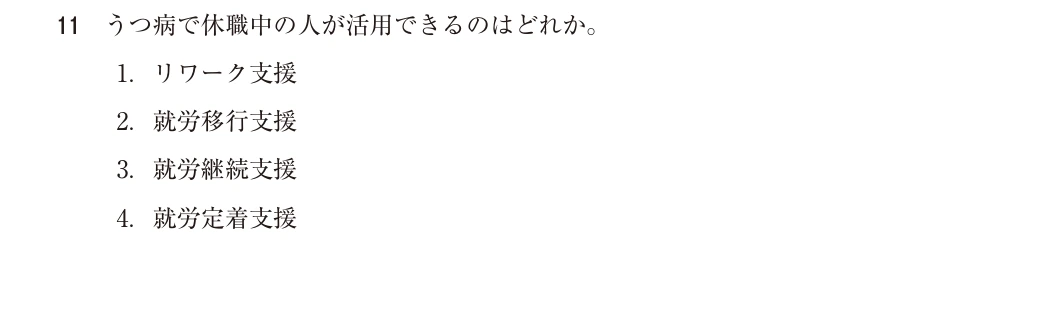 11 うつ病で休職中の人が活用できるのはどれか。
1. リワーク支援
2. 就労移行支援
3. 就労継続支援
4. 就労定着支援